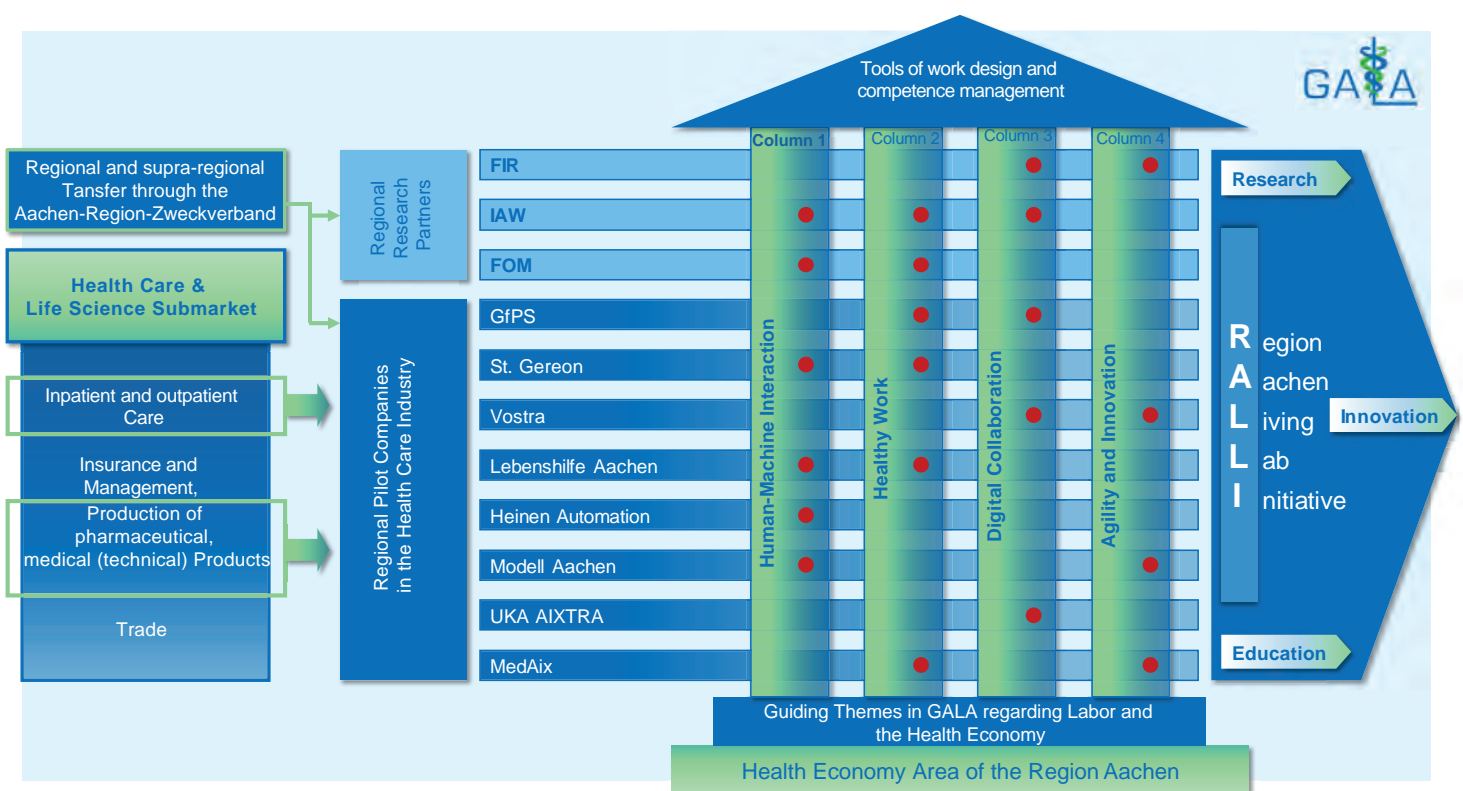 Tools of work design and
competence management
GALA
Column 1
Column 2
Column 3
Column 4
Regional and supra-regional
Tansfer through the
Aachen-Region-Zweckverband
Health Care &
Life Science Submarket
Inpatient and outpatient
Care
Insurance and
Management,
Production of
pharmaceutical,
medical (technical) Products
Trade
Regional
Research
Partners
Regional Pilot Companies
in the Health Care Industry
FIR
IAW
FOM
GfPS
St. Gereon
Vostra
Lebenshilfe Aachen
Heinen Automation
Modell Aachen
UKA AIXTRA
MedAix
Human-Machine Interaction
Healthy Work
Digital Collaboration
Agility and Innovation
Research
Region
Aachen
Living
Lab
Initiative
Innovation
Education
Guiding Themes in GALA regarding Labor and
the Health Economy
Health Economy Area of the Region Aachen